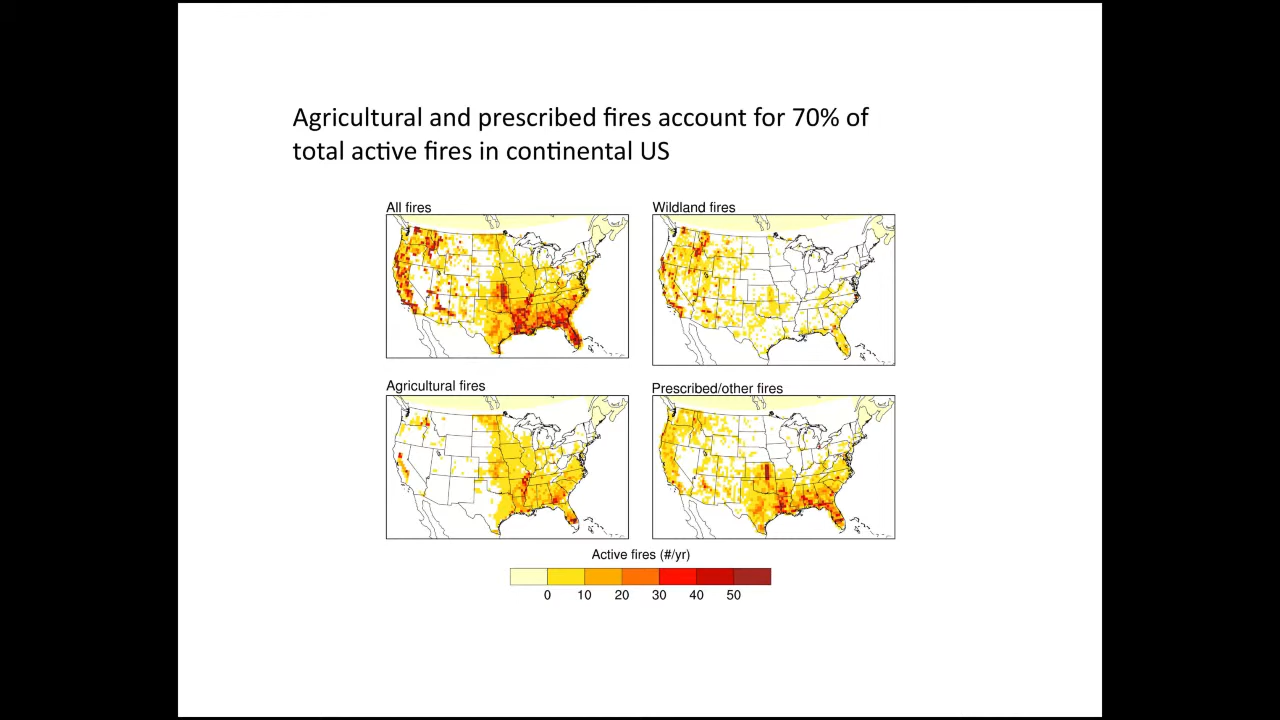 Agricultural and prescribed fires account for 70% of
total active fires in continental US
All fires
Wildland fires
Agricultural fires
Prescribed/other fires
Active fires (#/yr)
0 10 20 30 40 50